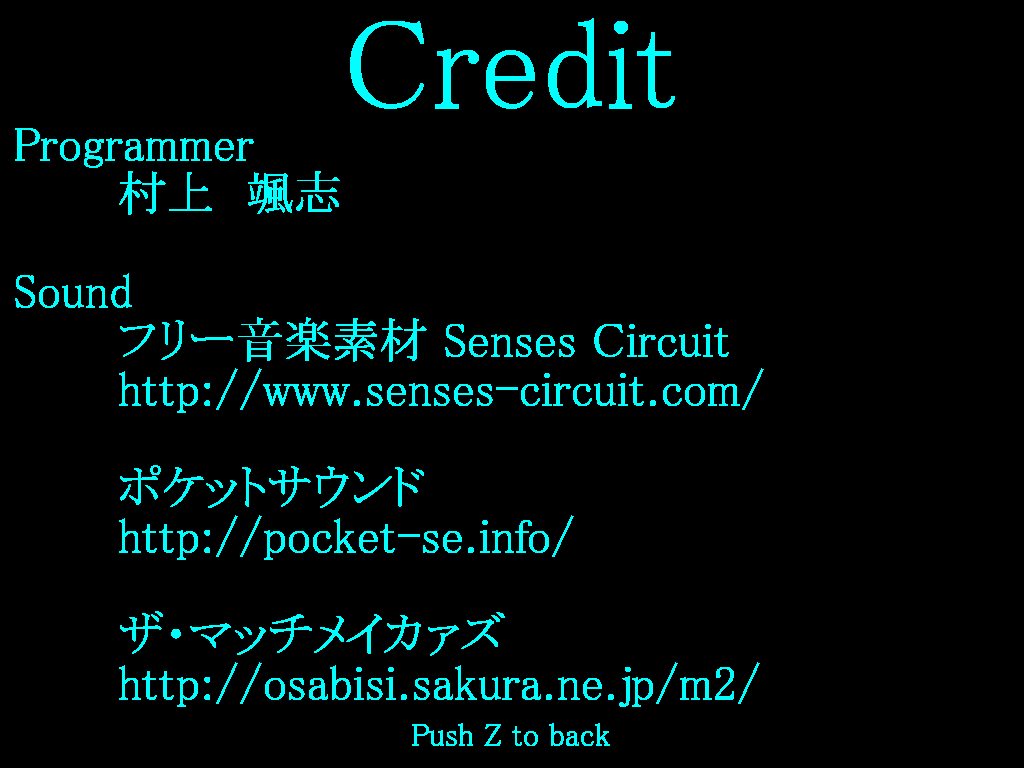 Credit
Programmer
村上　颯志
Sound
フリー音楽素材 Senses Circuit
http://www.senses-circuit.com/
ポケットサウンド
http://pocket-se.info/
ザ・マッチメイカァズ
http://osabisi.sakura.ne.jp/m2/
Push Z to back